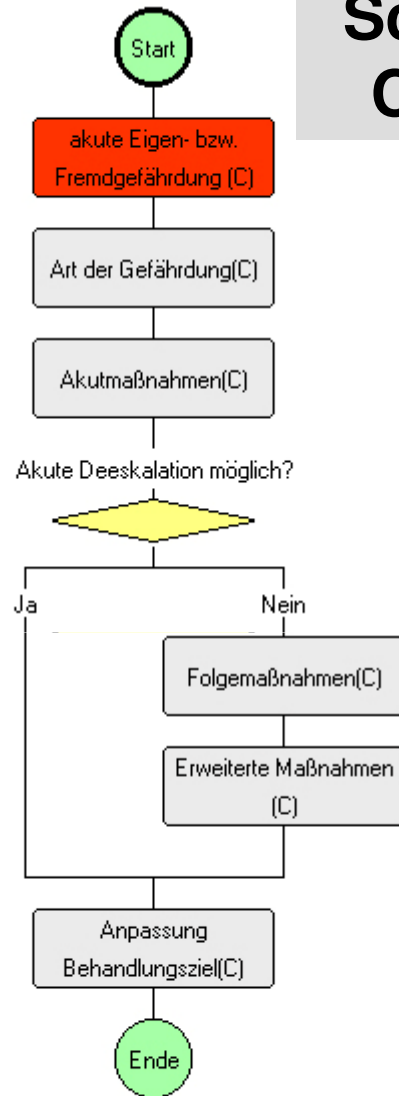 Start
akute Eigen- bzw.
Fremdgefährdung (C)
Art der Gefährdung(C)
Akutmaßnahmen(C)
Akute Deeskalation möglich?
Ja
Nein
Folgemaßnahmen(C)
Erweiterte Maßnahmen
(C)
Anpassung
Behandlungsziel(C)
Ende